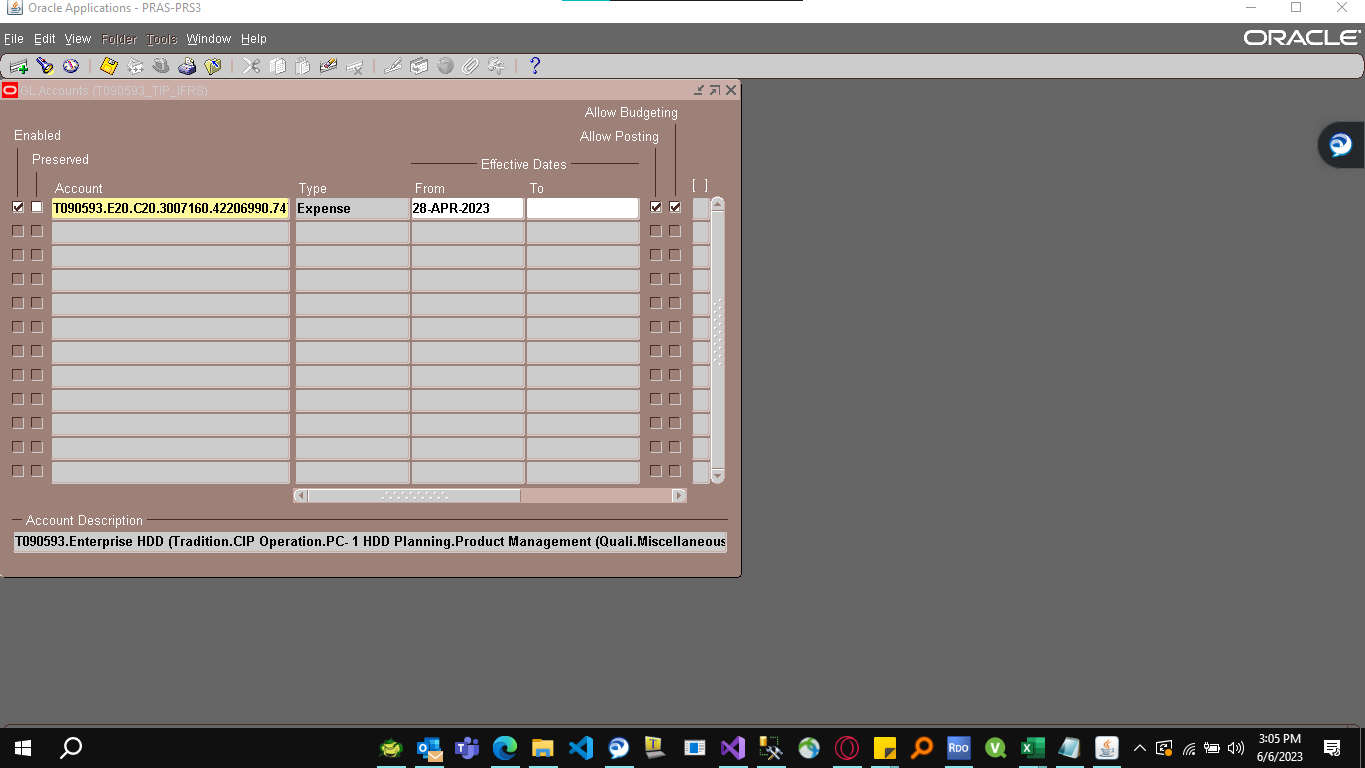 Oracle Applications - PRAS-PRS3
File Edit View Folder Tools Window Help
ORACLE
GL Accounts (T090593_TIP_IFRS)
Allow Budgeting
Enabled
Allow Posting
Preserved
Effective Dates
Account Type From To [ ]
T090593.E20.C20.3007160.42206990.74 Expense 28-APR-2023
Account Description
T090593.Enterprise HDD (Tradition.CIP Operation.PC- 1 HDD Planning.Product Management (Quali.Miscellaneous
RDO
3:05 PM
6/6/2023